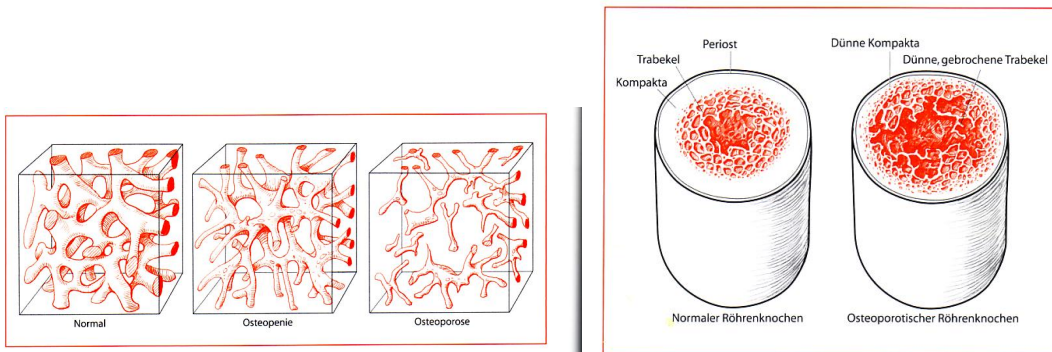 Normal
Osteopenie
Osteoporose
Periost
Trabekel
Kompakta
Dünne Kompakta
Dünne, gebrochene Trabekel
Normaler Röhrenknochen
Osteoporotischer Röhrenknochen